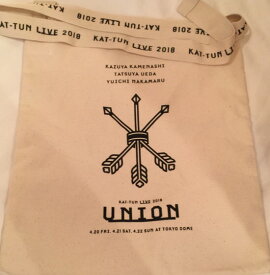 KAT-TUN LIVE 2018 KAT-TUN LIVE 2018
KAZUYA KAMENASHI
TATSUYA UEDA
YUICHI NAKAMARU
KAT-TUN LIVE 2018
UNION
4.20 FRI, 4.21 SAT, 4.22 SUN AT TOKYO DOME